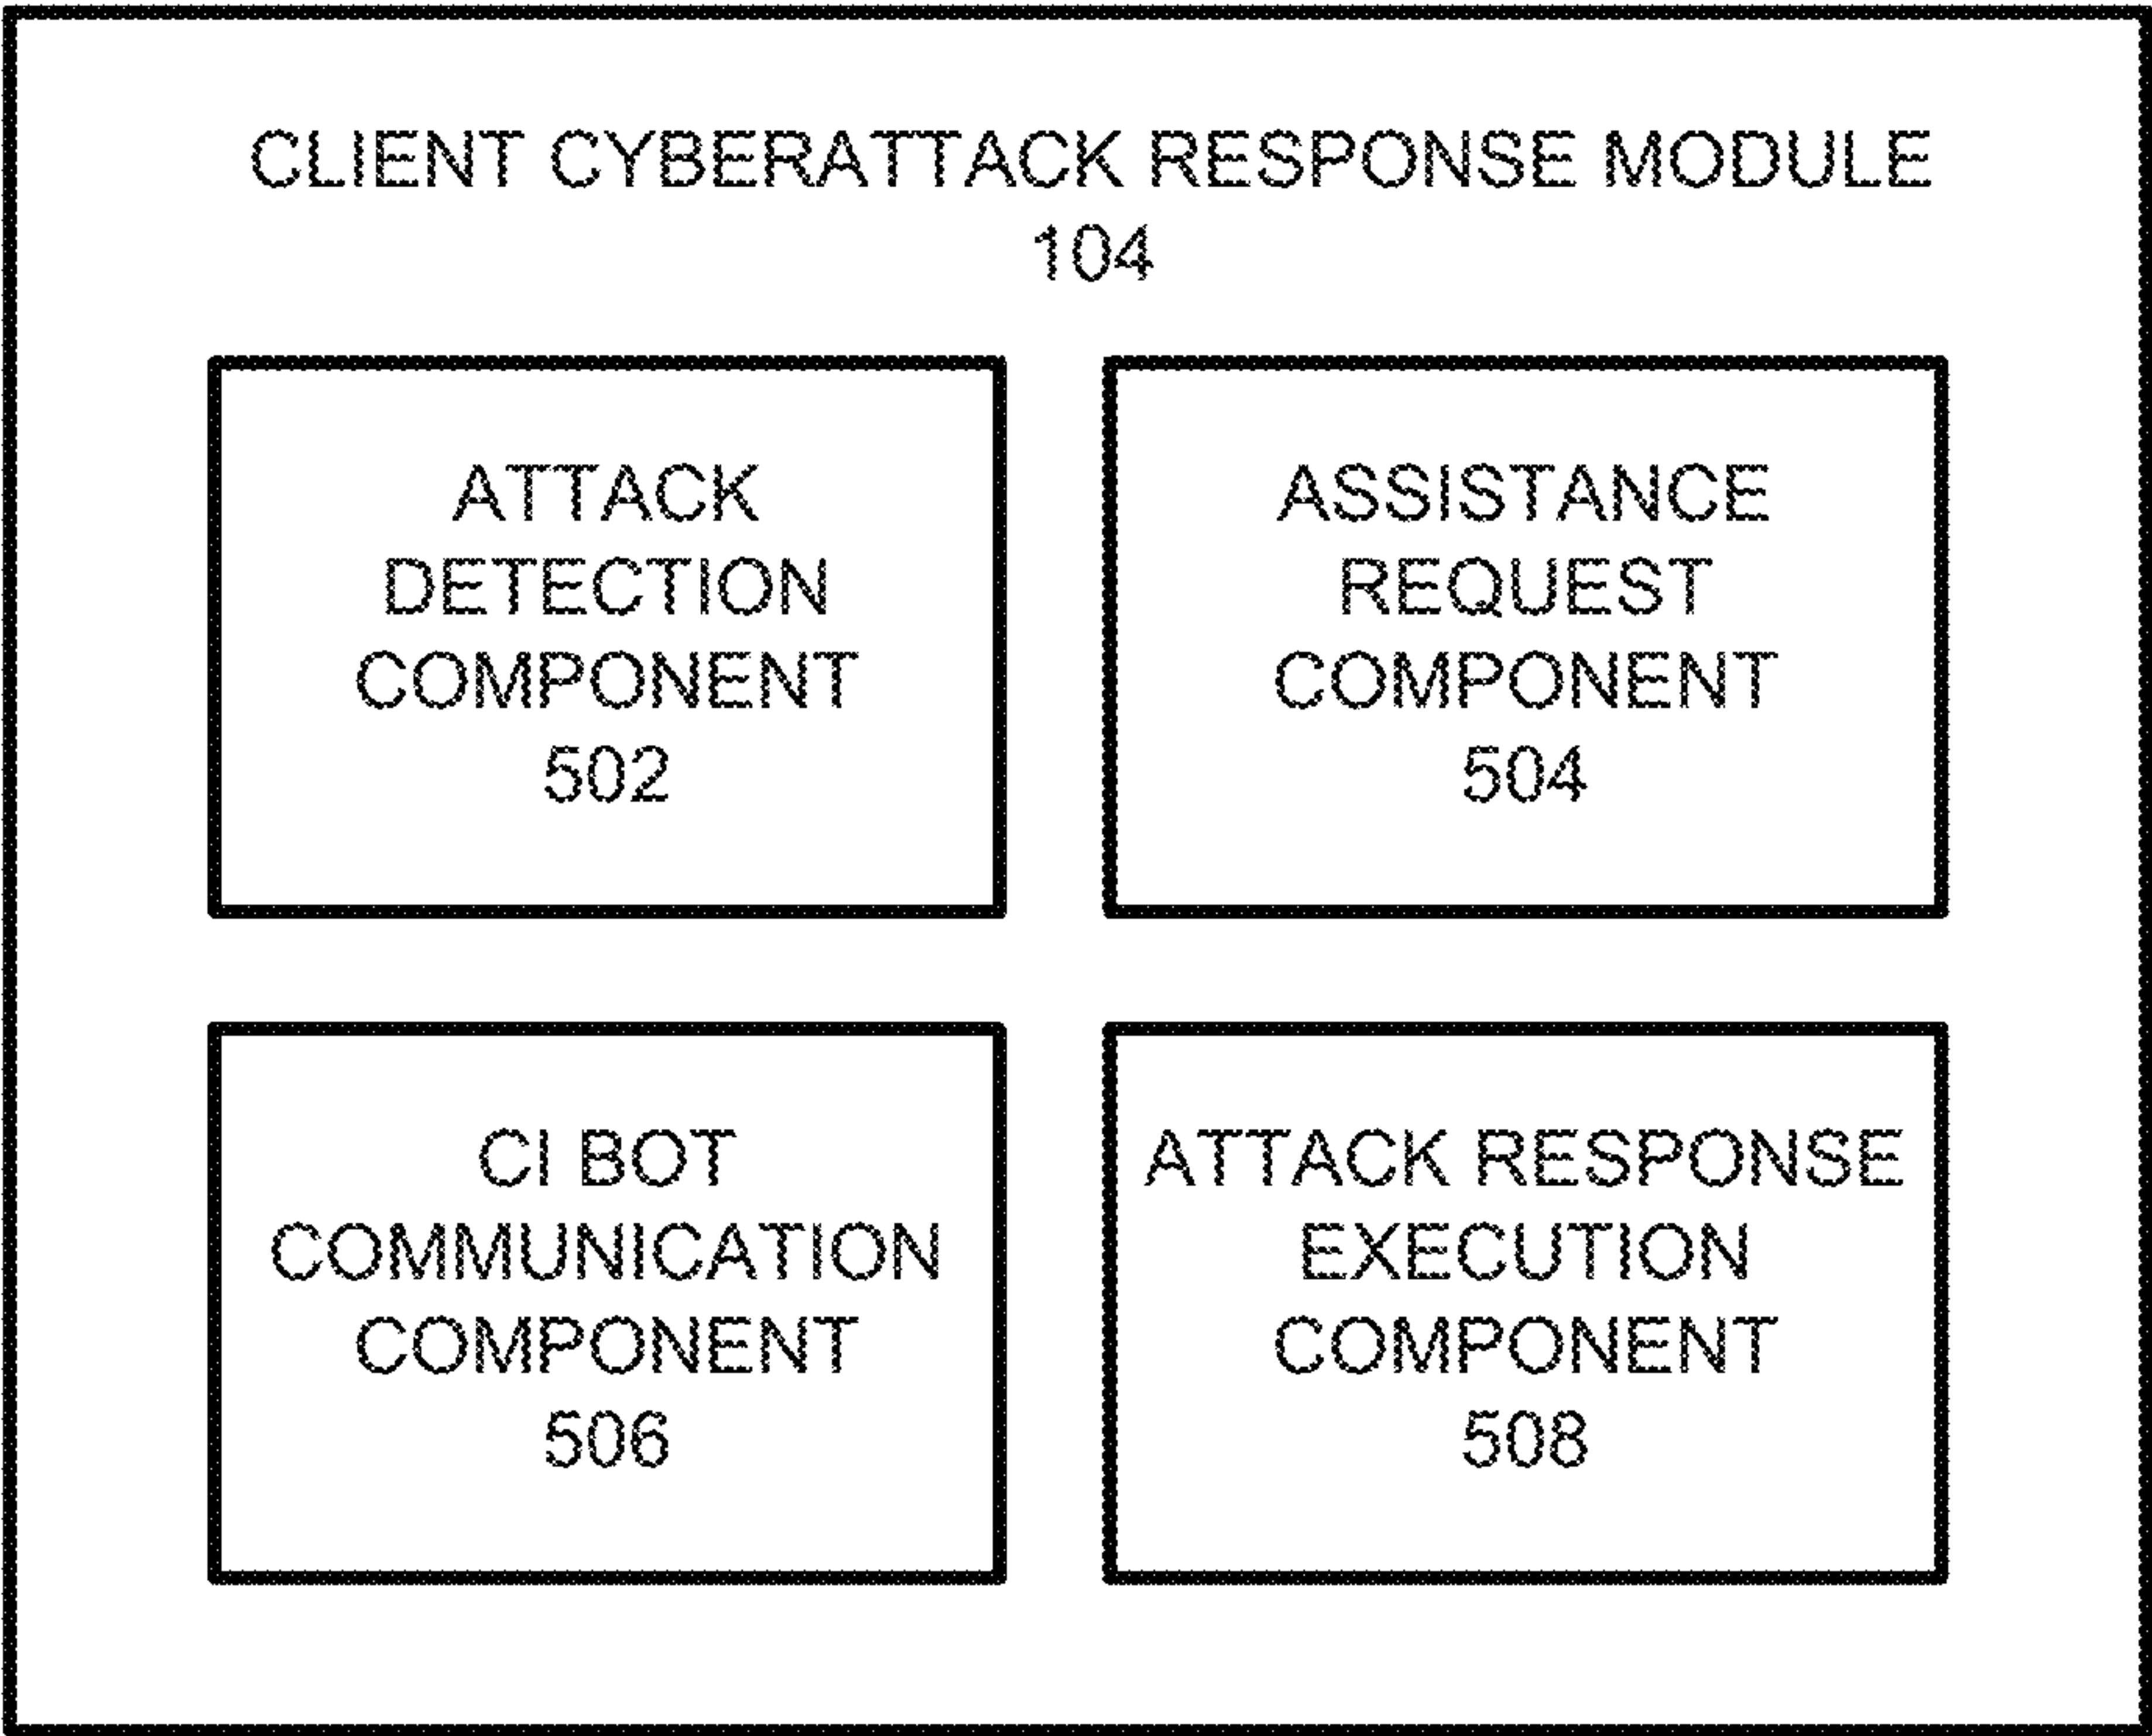 CLIENT CYBERATTACK RESPONSE MODULE
104
ATTACK
DETECTION
COMPONENT
502
ASSISTANCE
REQUEST
COMPONENT
504
CI BOT
COMMUNICATION
COMPONENT
506
ATTACK RESPONSE
EXECUTION
COMPONENT
508